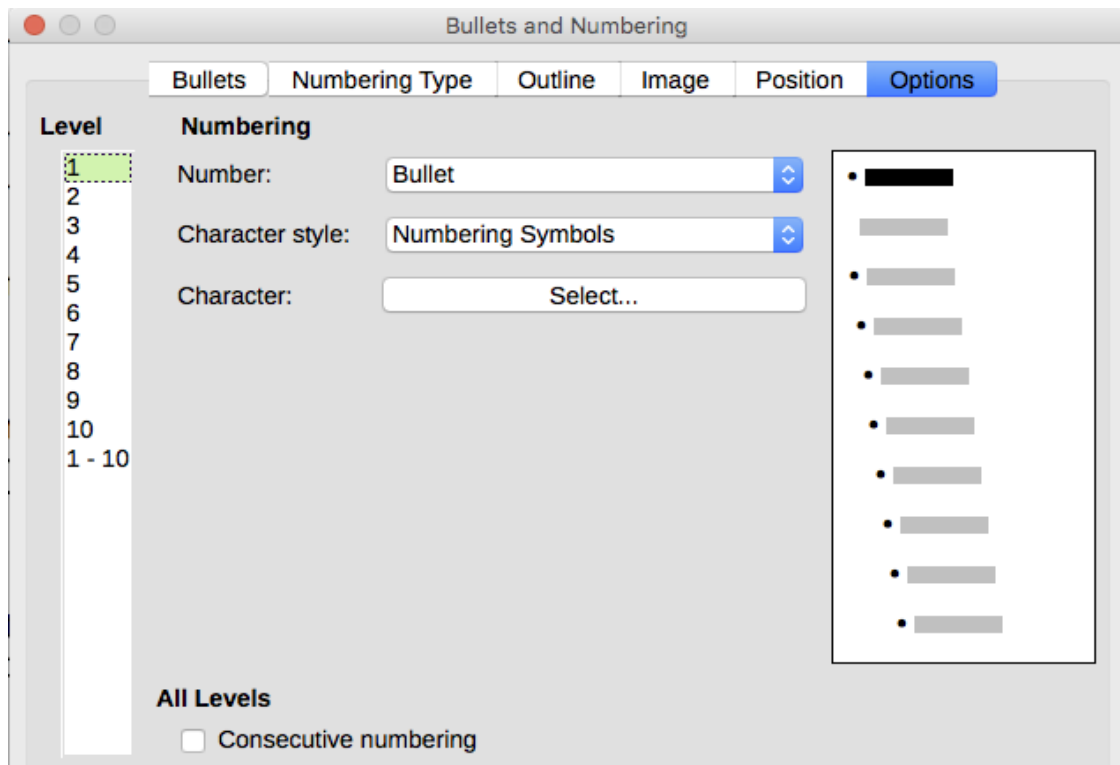 Bullets and Numbering
Bullets Numbering Type Outline Image Position Options
Level
1
2
3
4
5
6
7
8
9
10
1 - 10
Numbering
Number: Bullet
Character style: Numbering Symbols
Character: Select...
All Levels
Consecutive numbering